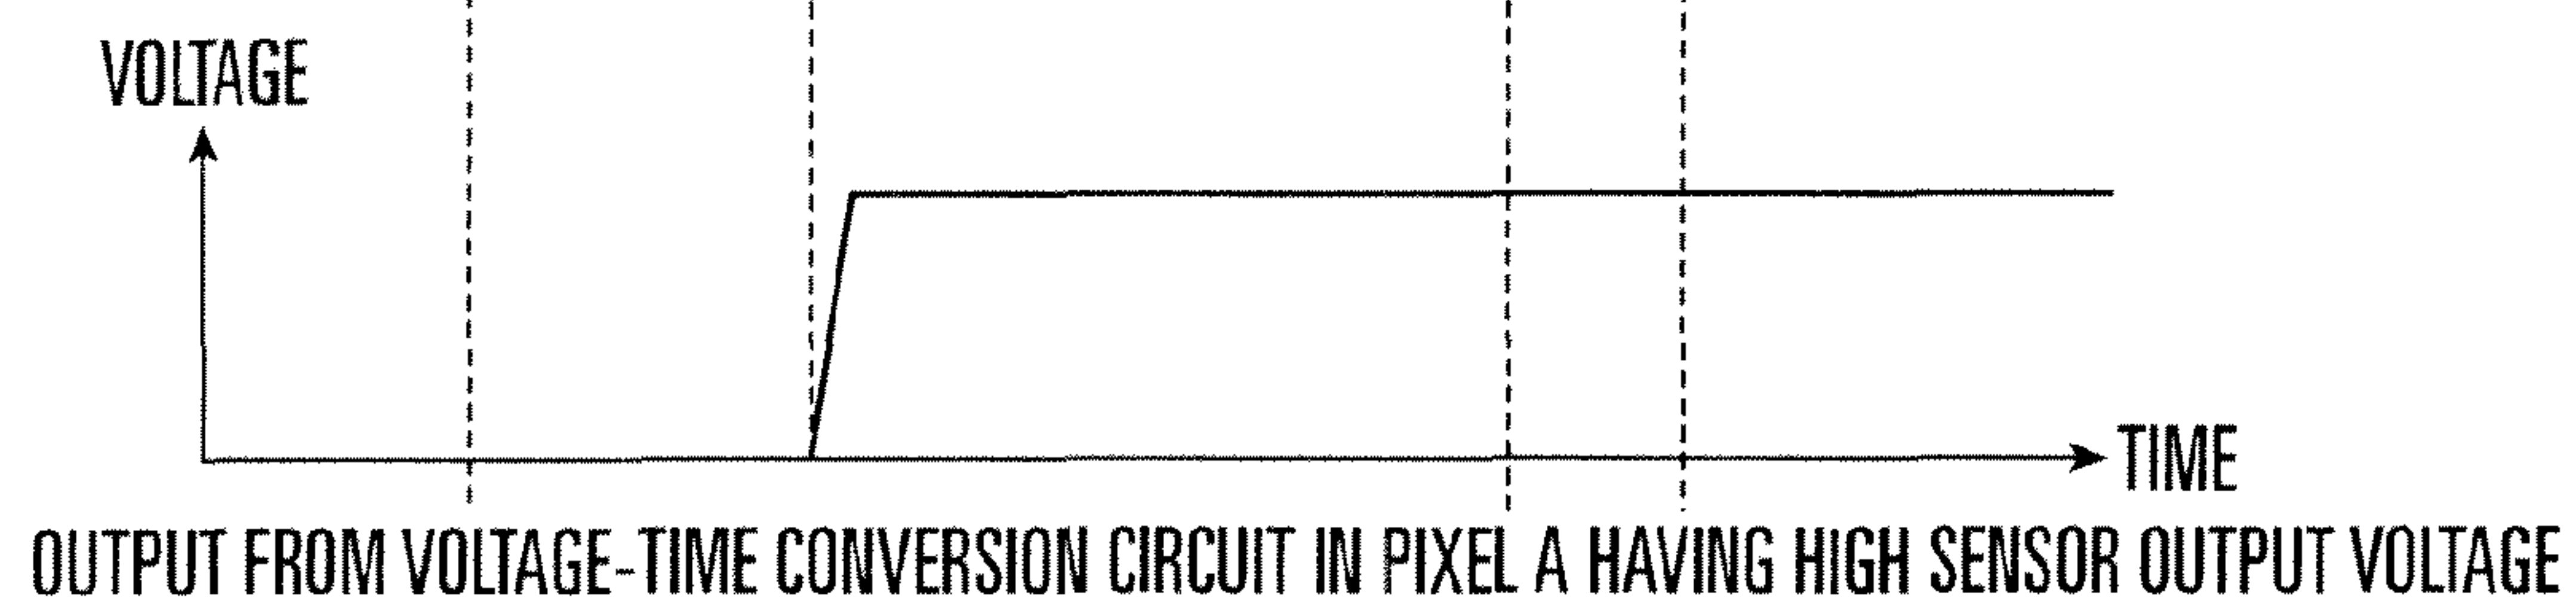 VOLTAGE
TIME
OUTPUT FROM VOLTAGE-TIME CONVERSION CIRCUIT IN PIXEL A HAVING HIGH SENSOR OUTPUT VOLTAGE